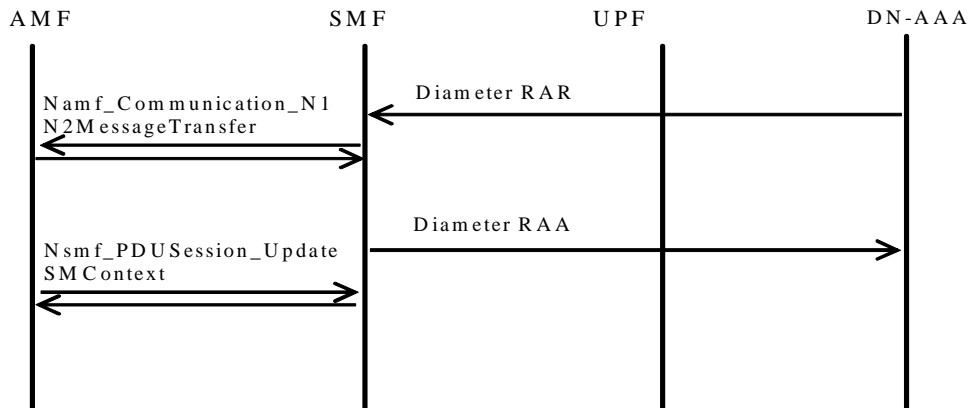 AMF
SMF
UPF
DN-AAA
Diameter RAR
Namf_Communication_N1
N2MessageTransfer
Diameter RAA
Nsmf_PDUSession_Update
SMContext